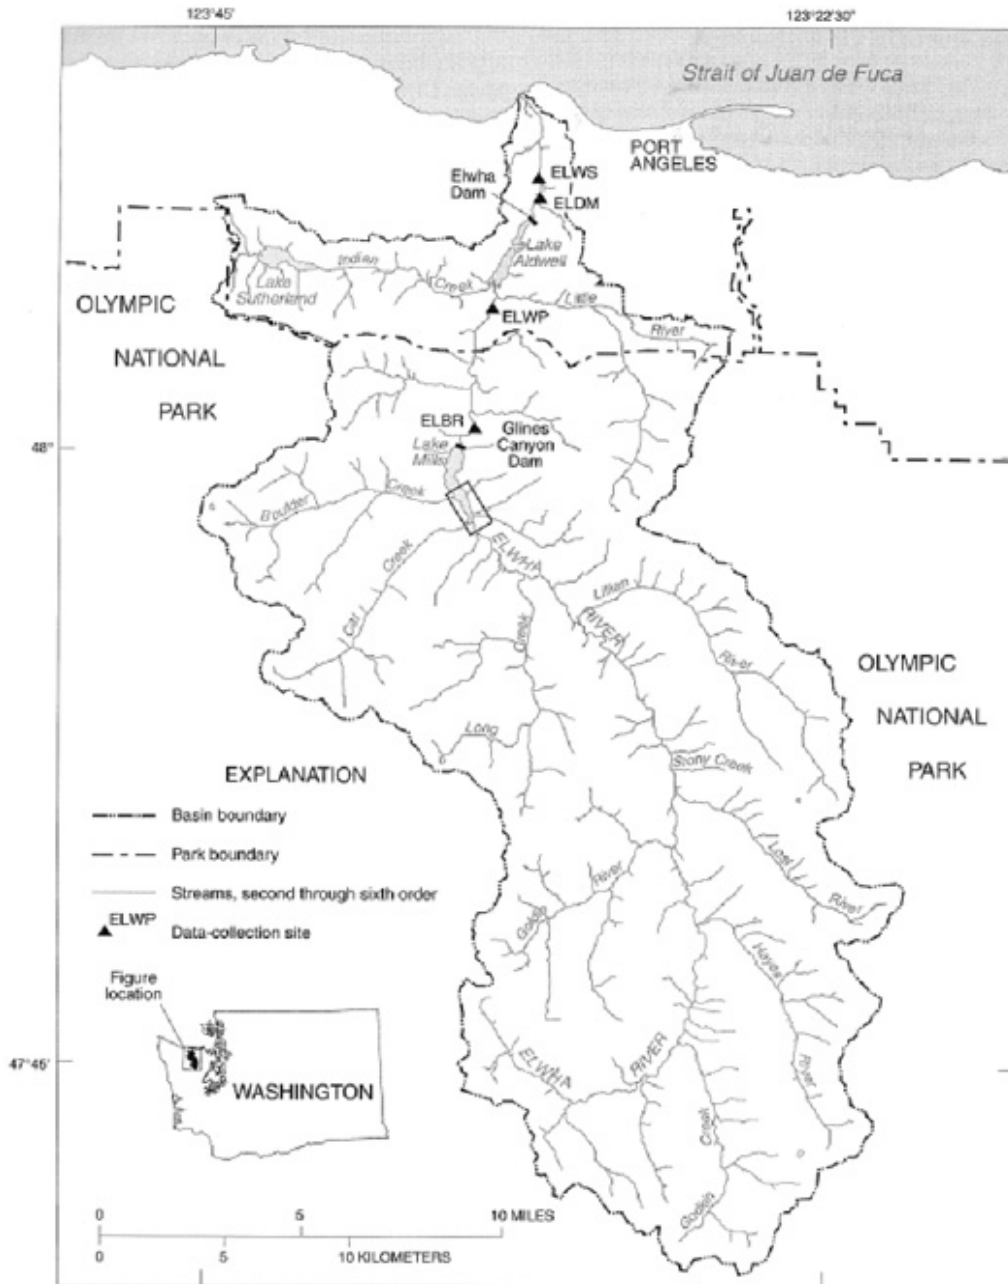 123°45'
123°22'30"
Strait of Juan de Fuca
PORT
ANGELES
ELWS
Elwha
Dam
ELDM
Lake
Aldwell
Indian
Creek
Lake
Sutherland
Little
River
ELWP
OLYMPIC
NATIONAL
PARK
ELBR
Glines
Canyon
Dam
Lake
Mills
48°
Boulder
Creek
ELWHA
RIVER
Cat
Creek
Lillian
River
Creek
Long
OLYMPIC
NATIONAL
PARK
Stony Creek
EXPLANATION
Basin boundary
Park boundary
Streams, second through sixth order
ELWP
Data-collection site
Lost
River
Goldie
River
Hayes
River
Figure
location
47°45'
WASHINGTON
ELWHA
RIVER
Godkin
Creek
0
5
10 MILES
0
5
10 KILOMETERS